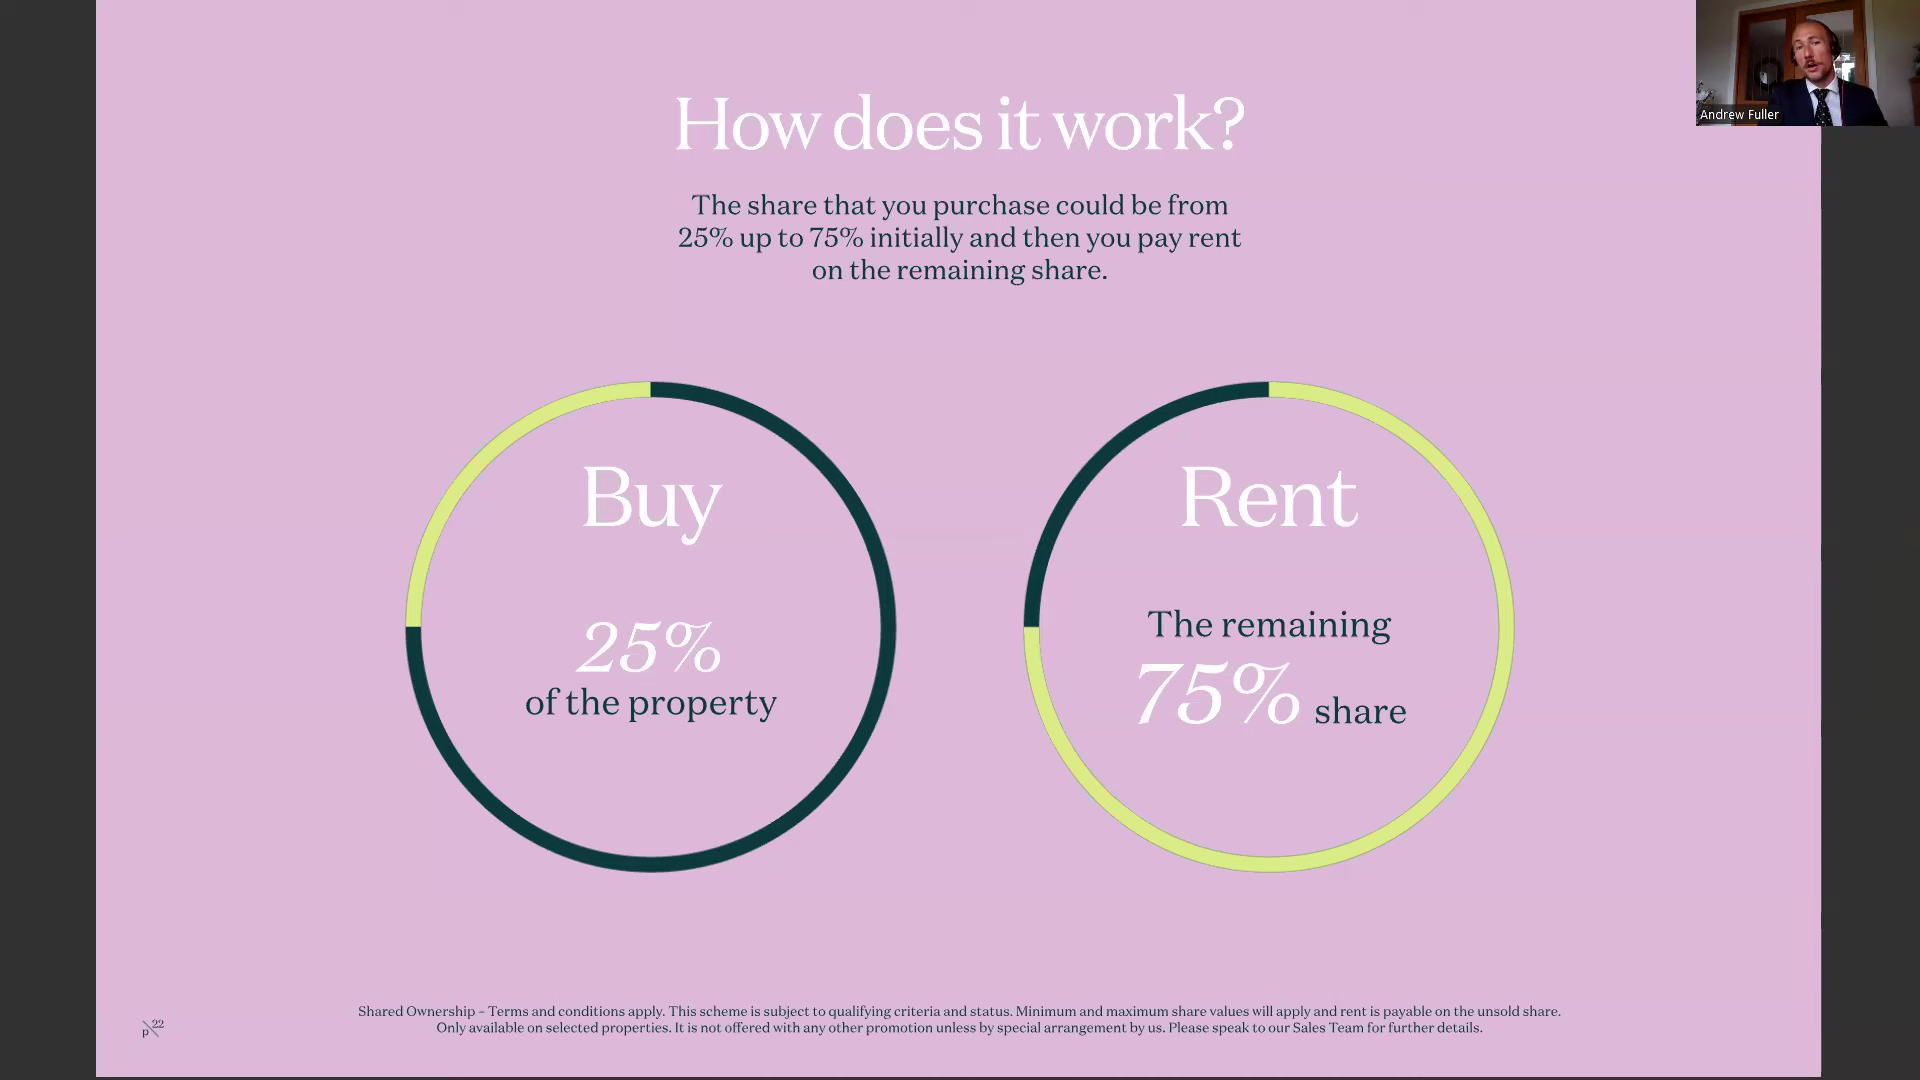 How does it work?
The share that you purchase could be from
25% up to 75% initially and then you pay rent
on the remaining share.
Buy
25%
of the property
Rent
The remaining
75% share
Shared Ownership – Terms and conditions apply. This scheme is subject to qualifying criteria and status. Minimum and maximum share values will apply and rent is payable on the unsold share.
Only available on selected properties. It is not offered with any other promotion unless by special arrangement by us. Please speak to our Sales Team for further details.
p 22
Andrew Fuller